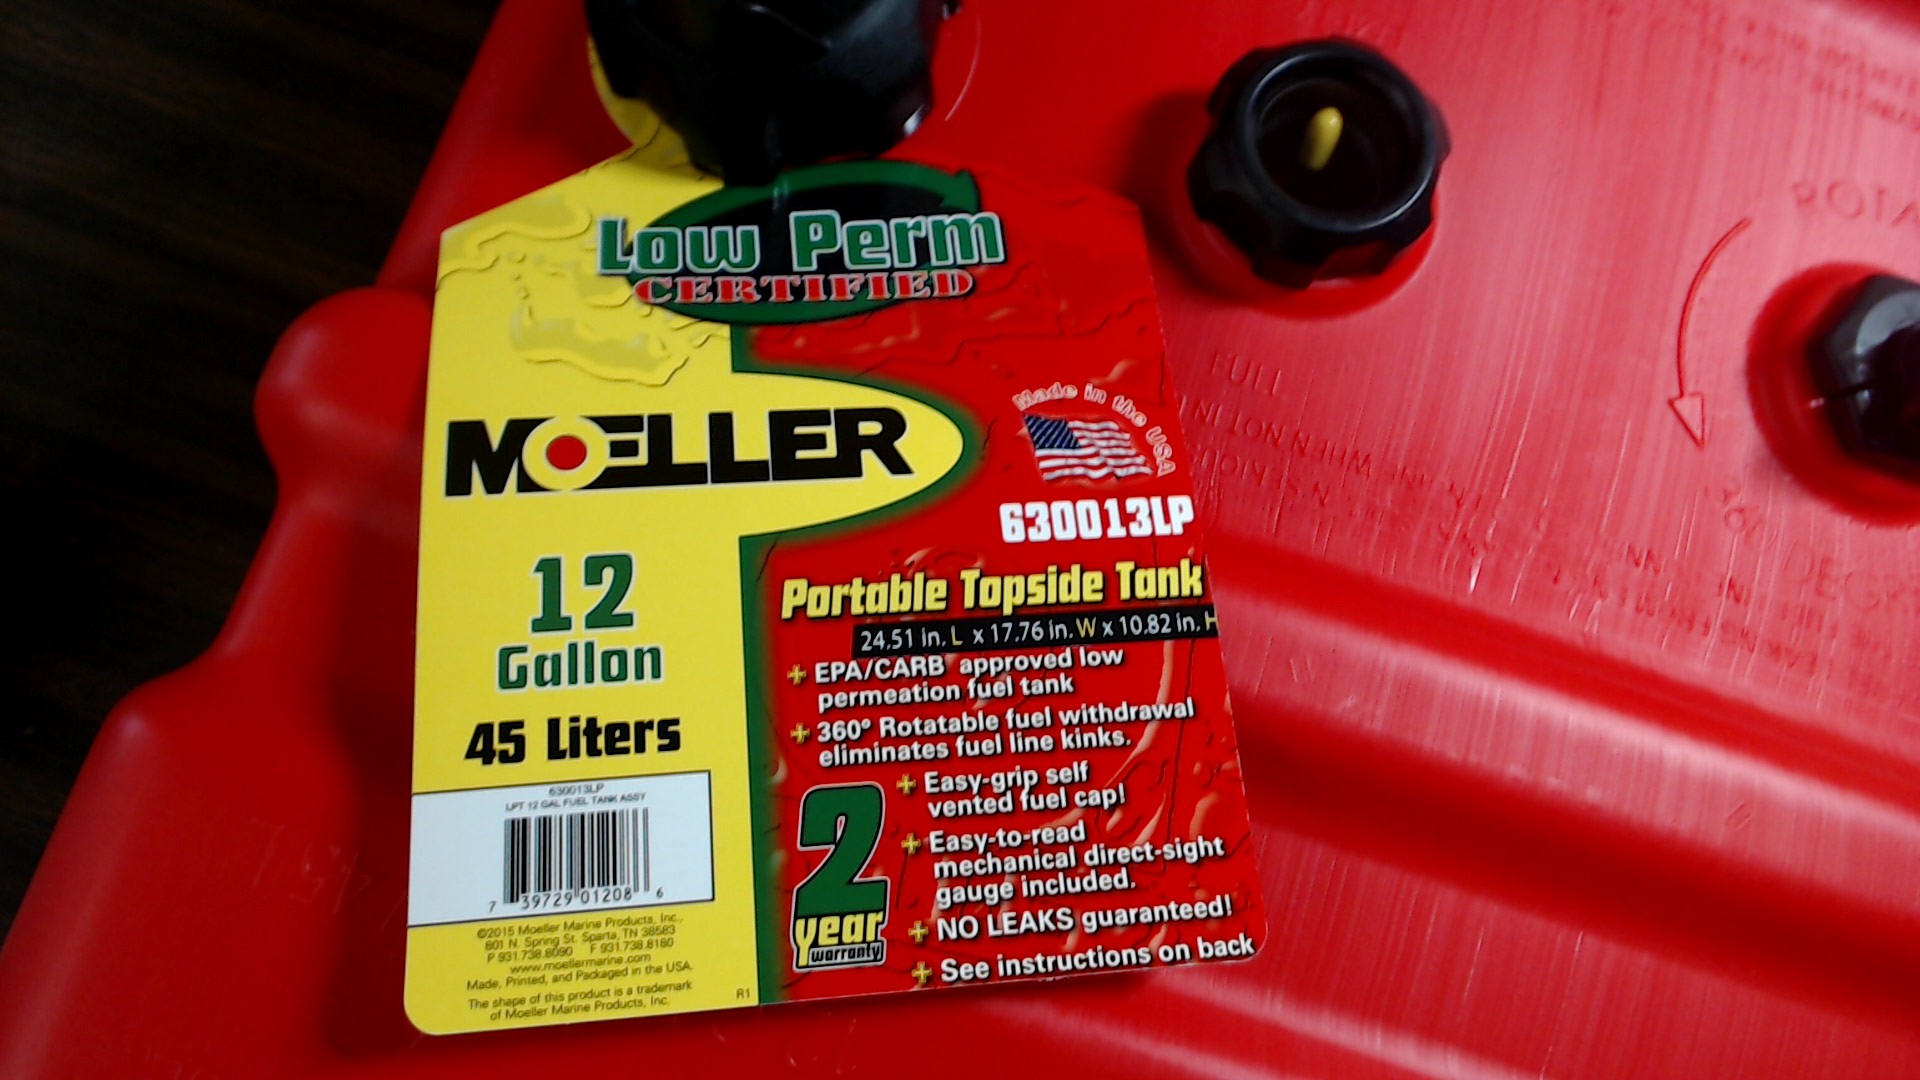 Low Perm
CERTIFIED
MOELLER
Made in the USA
630013LP
12
Gallon
45 Liters
Portable Topside Tank
24.51 in. L x 17.76 in. W x 10.82 in. H
+ EPA/CARB approved low
permeation fuel tank
+ 360° Rotatable fuel withdrawal
eliminates fuel line kinks.
+ Easy-grip self
vented fuel cap!
+ Easy-to-read
mechanical direct-sight
gauge included.
+ NO LEAKS guaranteed!
+ See instructions on back
2
year
warranty
630013LP
LPT 12 GAL FUEL TANK ASSY
7 39729 01208 6
©2015 Moeller Marine Products, Inc.,
801 N. Spring St. Sparta, TN 38583
P 931.738.8090 F 931.738.8180
www.moellermarine.com
Made, Printed, and Packaged in the USA.
The shape of this product is a trademark
of Moeller Marine Products, Inc.
R1
FULL